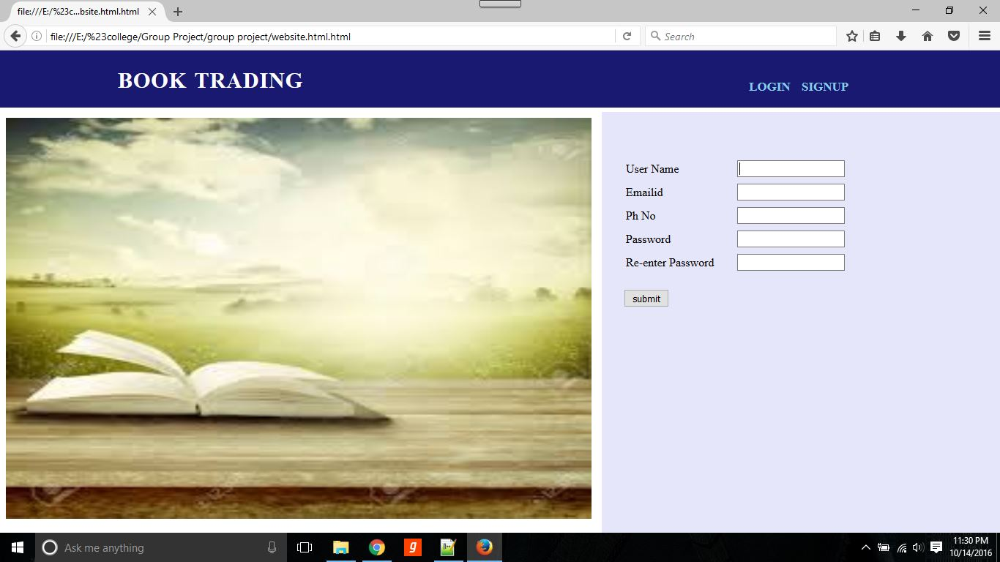 file:///E:/%23c...bsite.html.html
file:///E:/%23college/Group Project/group project/website.html.html
Search
BOOK TRADING
LOGIN SIGNUP
User Name
Emailid
Ph No
Password
Re-enter Password
submit
Ask me anything
11:30 PM
10/14/2016